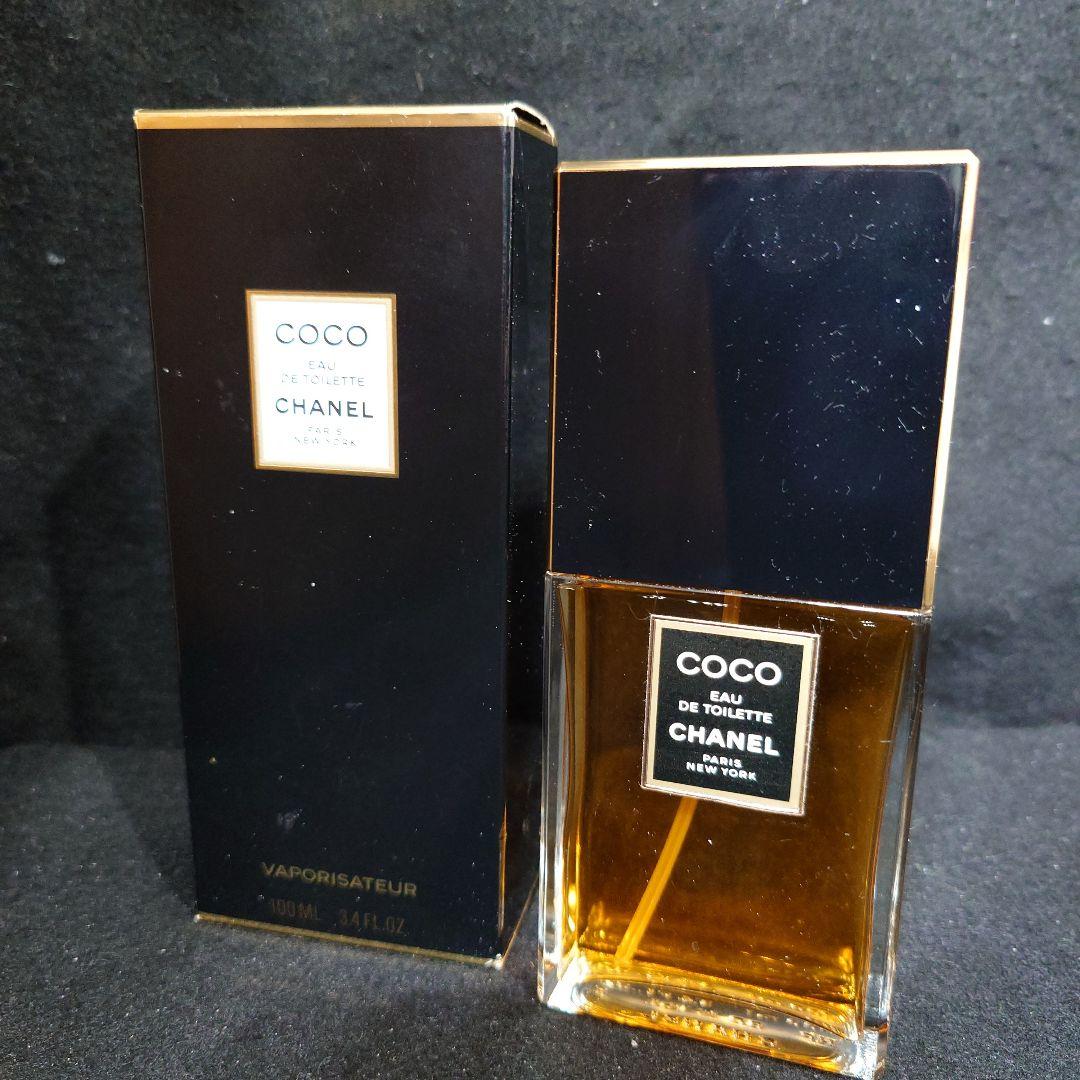 COCO
EAU
DE TOILETTE
CHANEL
PARIS
NEW YORK
VAPORISATEUR
100 ML 3.4 FL.OZ
COCO
EAU
DE TOILETTE
CHANEL
PARIS
NEW YORK